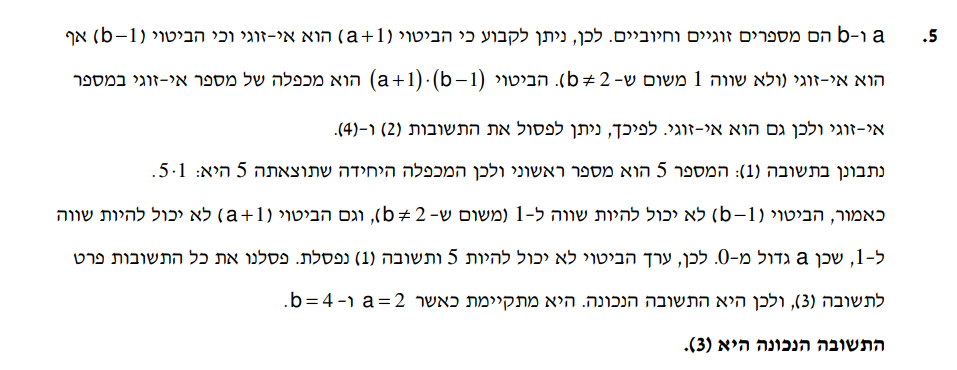 5. a ו-b הם מספרים זוגיים וחיוביים. לכן, ניתן לקבוע כי הביטוי (a+1) הוא אי-זוגי וכי הביטוי (b−1) אף
הוא אי-זוגי (ולא שווה 1 משום ש- b≠2). הביטוי (a+1)·(b−1) הוא מכפלה של מספר אי-זוגי במספר
אי-זוגי ולכן גם הוא אי-זוגי. לפיכך, ניתן לפסול את התשובות (2) ו-(4).
נתבונן בתשובה (1): המספר 5 הוא מספר ראשוני ולכן המכפלה היחידה שתוצאתה 5 היא: 5·1.
כאמור, הביטוי (b−1) לא יכול להיות שווה ל-1 (משום ש- b≠2), וגם הביטוי (a+1) לא יכול להיות שווה
ל-1, שכן a גדול מ-0. לכן, ערך הביטוי לא יכול להיות 5 ותשובה (1) נפסלת. פסלנו את כל התשובות פרט
לתשובה (3), ולכן היא התשובה הנכונה. היא מתקיימת כאשר a=2 ו- b=4.
התשובה הנכונה היא (3).